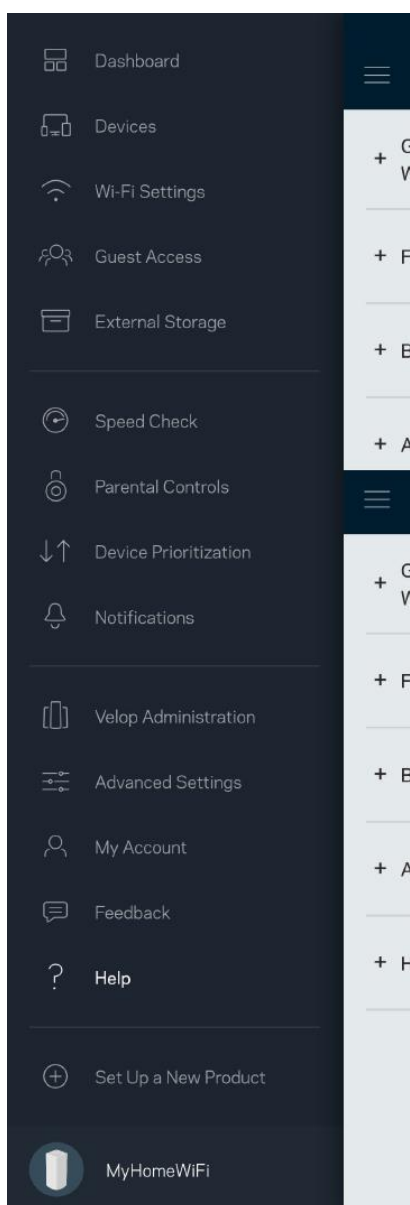 Dashboard
Devices
Wi-Fi Settings
Guest Access
External Storage
Speed Check
Parental Controls
Device Prioritization
Notifications
Velop Administration
Advanced Settings
My Account
Feedback
Help
Set Up a New Product
MyHomeWiFi
+ G
W
+ F
+ B
+ A
+ G
W
+ F
+ B
+ A
+ H